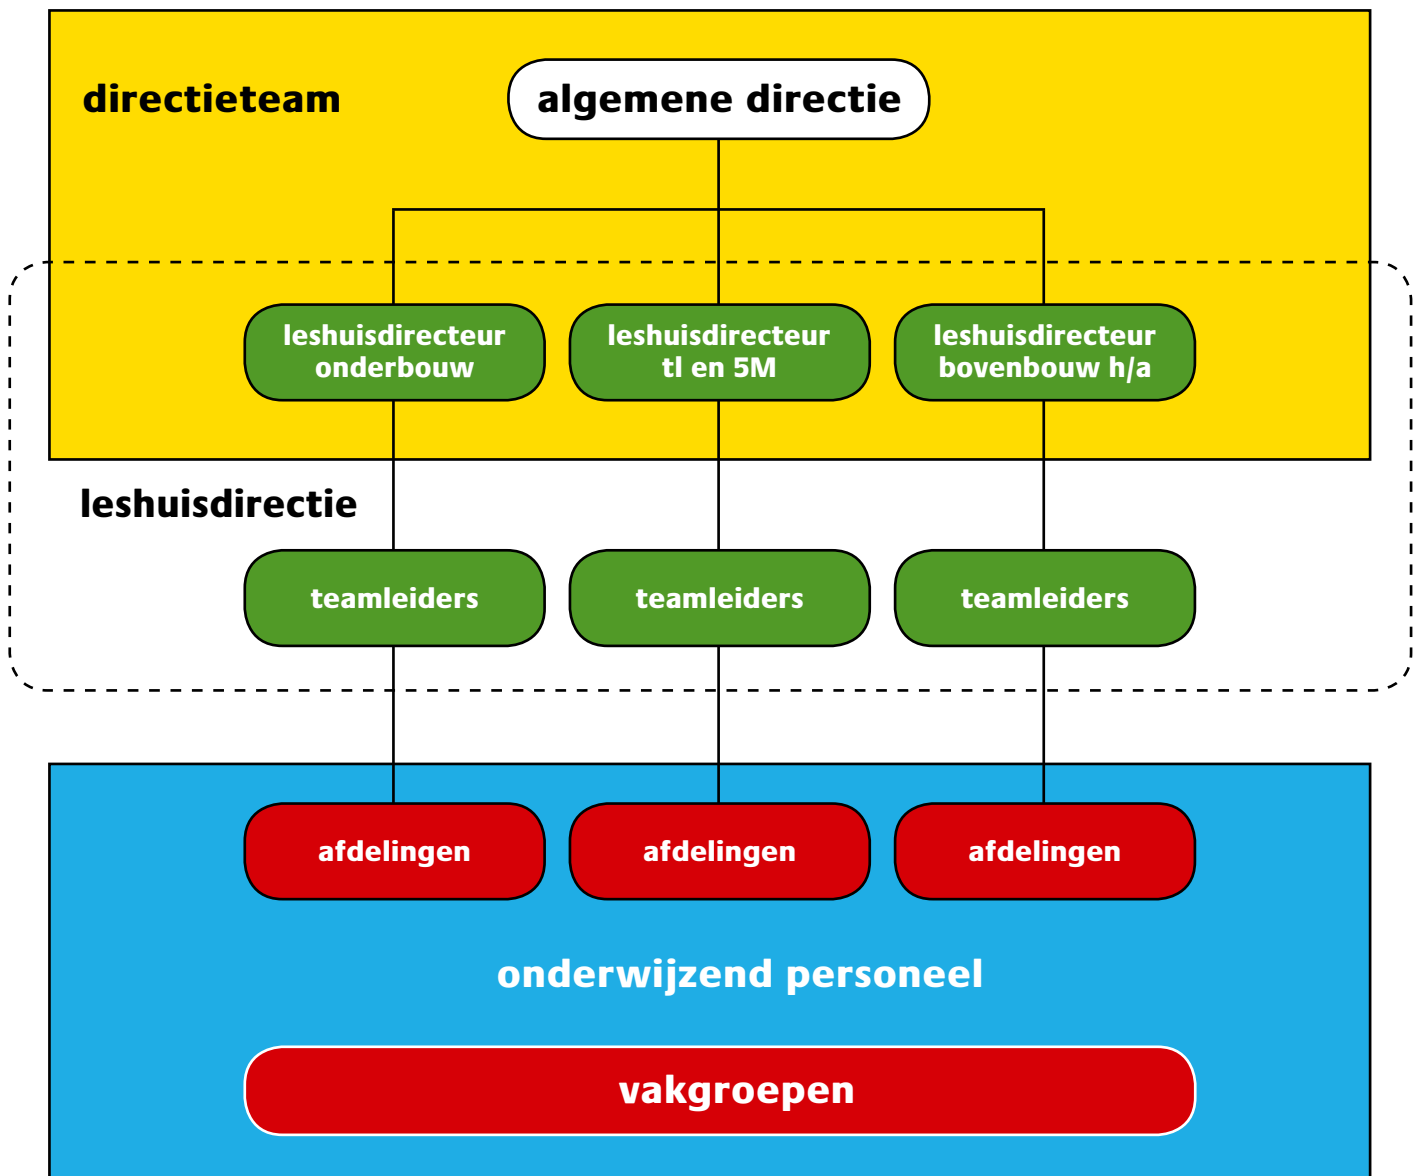 directieteam
algemene directie
leshuisdirecteur
onderbouw
leshuisdirecteur
tl en 5M
leshuisdirecteur
bovenbouw h/a
leshuisdirectie
teamleiders
teamleiders
teamleiders
afdelingen
afdelingen
afdelingen
onderwijzend personeel
vakgroepen